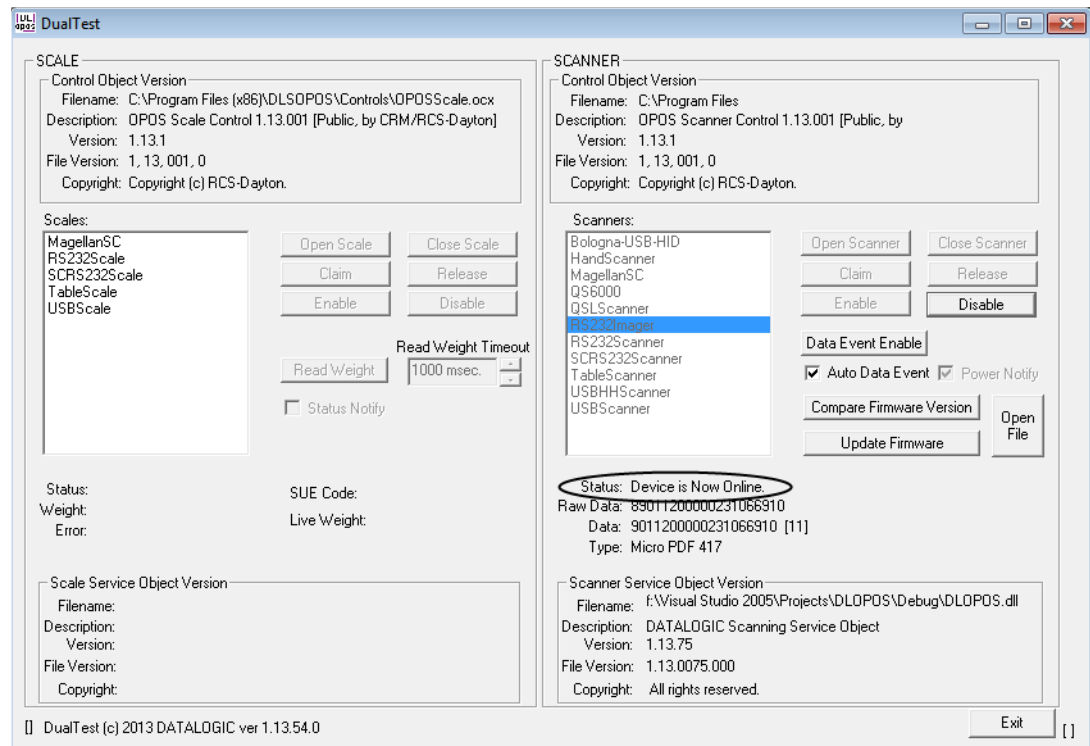 UL opos DualTest
SCALE
Control Object Version
Filename: C:\Program Files (x86)\DLSOPOS\Controls\OPOSScale.ocx
Description: OPOS Scale Control 1.13.001 [Public, by CRM/RCS-Dayton]
Version: 1.13.1
File Version: 1, 13, 001, 0
Copyright: Copyright (c) RCS-Dayton.
Scales:
MagellanSC
RS232Scale
SCRS232Scale
TableScale
USBScale
Open Scale Close Scale
Claim Release
Enable Disable
Read Weight Timeout
Read Weight 1000 msec.
Status Notify
Status:
Weight:
Error:
SUE Code:
Live Weight:
Scale Service Object Version
Filename:
Description:
Version:
File Version:
Copyright:
SCANNER
Control Object Version
Filename: C:\Program Files
Description: OPOS Scanner Control 1.13.001 [Public, by
Version: 1.13.1
File Version: 1, 13, 001, 0
Copyright: Copyright (c) RCS-Dayton.
Scanners:
Bologna-USB-HID
HandScanner
MagellanSC
QS6000
QSLScanner
RS232Imager
RS232Scanner
SCRS232Scanner
TableScanner
USBHHScanner
USBScanner
Open Scanner Close Scanner
Claim Release
Enable Disable
Data Event Enable
Auto Data Event Power Notify
Compare Firmware Version
Update Firmware
Open
File
Status: Device is Now Online.
Raw Data: 89011200000231066910
Data: 9011200000231066910 [11]
Type: Micro PDF 417
Scanner Service Object Version
Filename: f:\Visual Studio 2005\Projects\DLOPOS\Debug\DLOPOS.dll
Description: DATALOGIC Scanning Service Object
Version: 1.13.75
File Version: 1.13.0075.000
Copyright: All rights reserved.
[] DualTest (c) 2013 DATALOGIC ver 1.13.54.0
Exit
[ ]